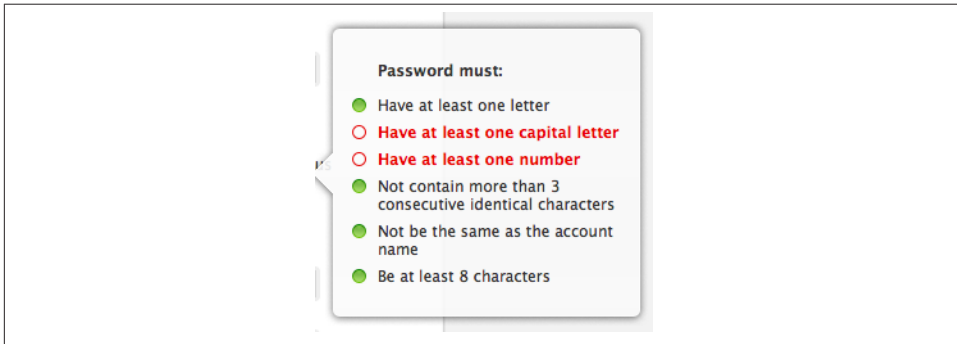 Password must:
Have at least one letter
Have at least one capital letter
Have at least one number
Not contain more than 3
consecutive identical characters
Not be the same as the account
name
Be at least 8 characters